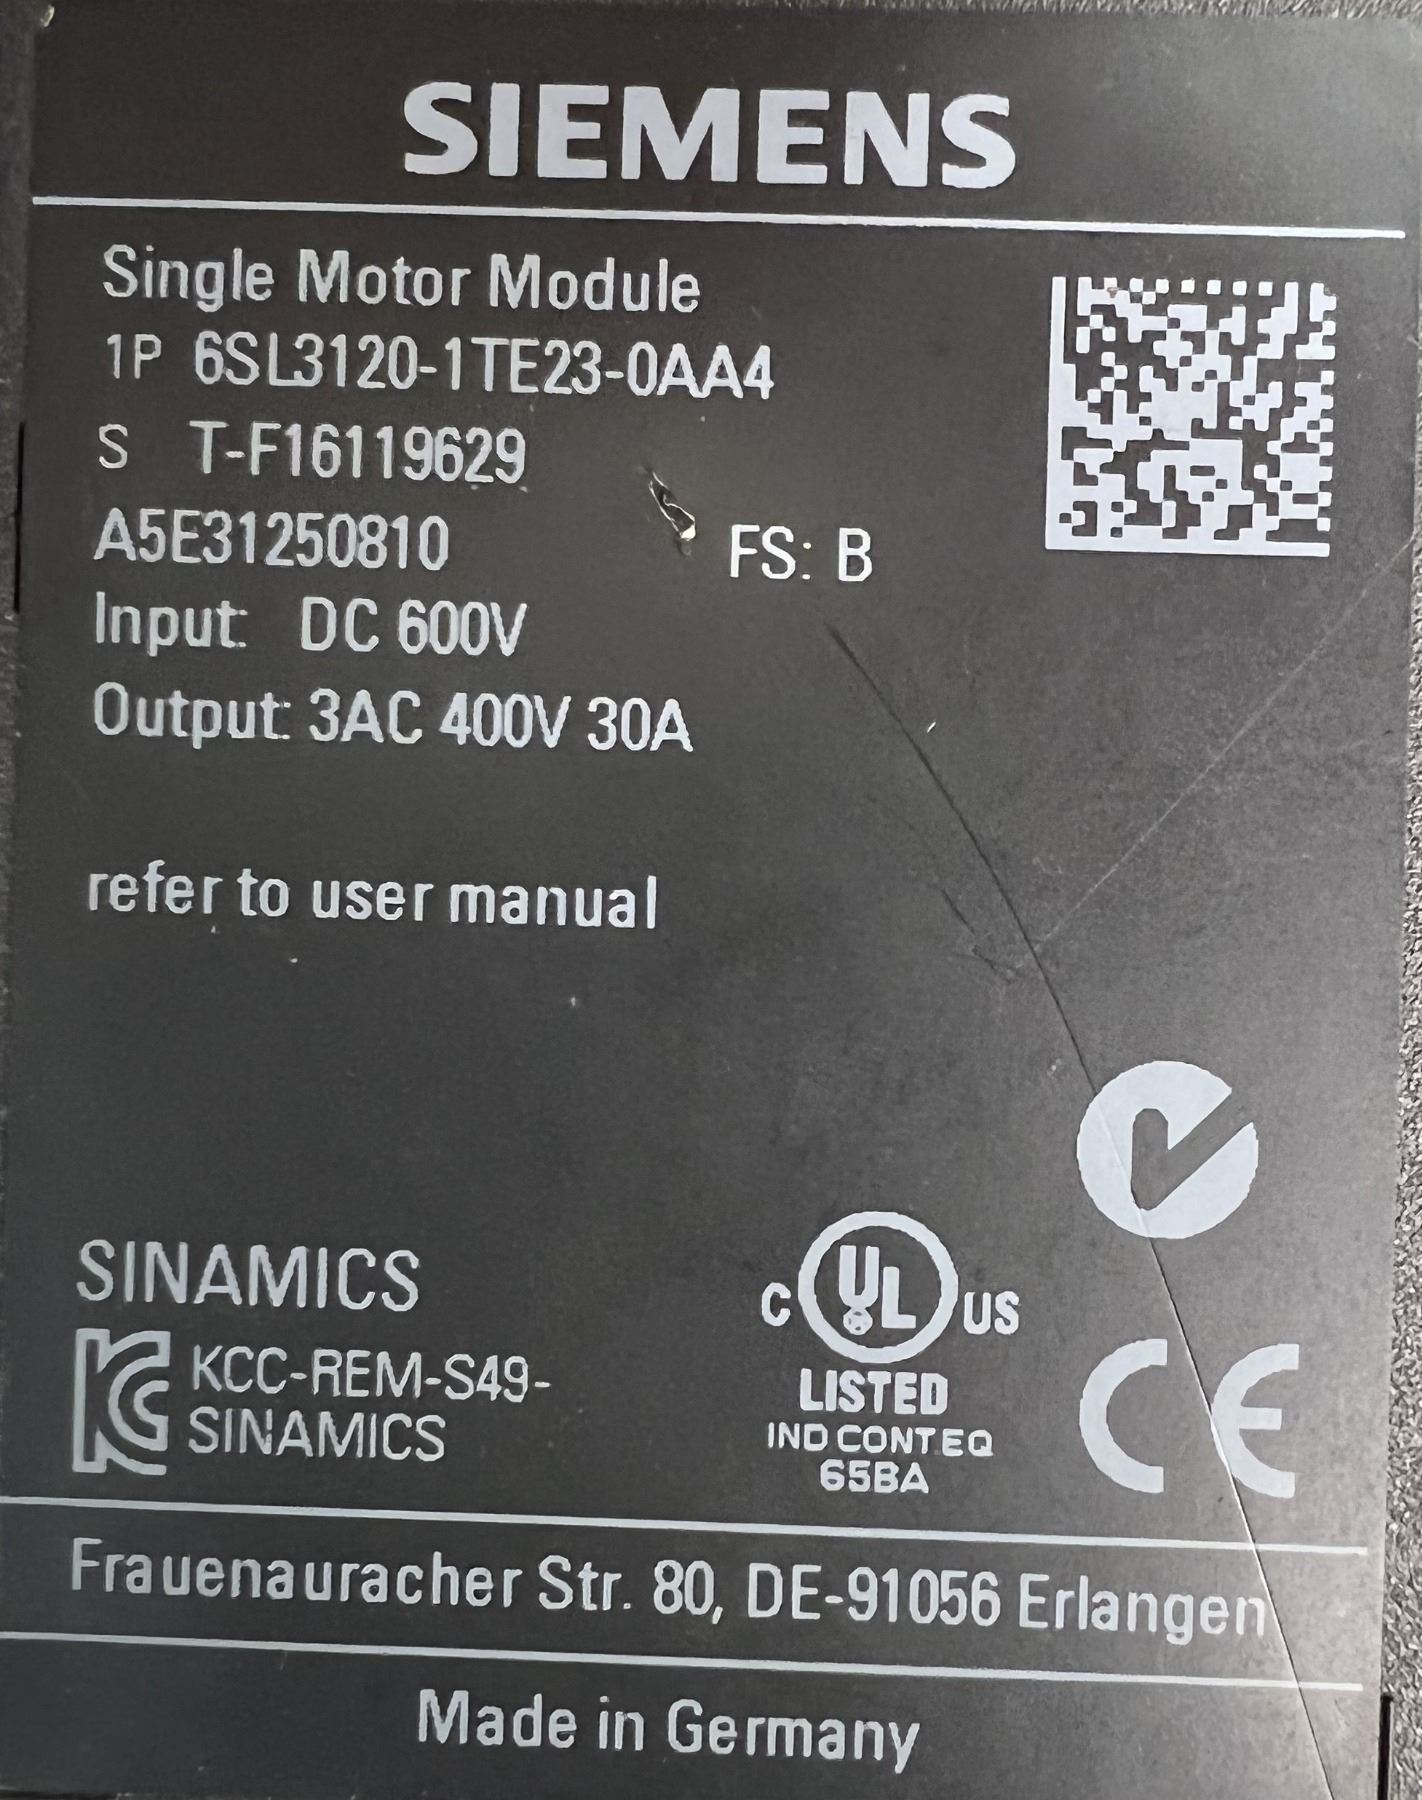 SIEMENS
Single Motor Module
1P 6SL3120-1TE23-0AA4
S T-F16119629
A5E31250810 FS: B
Input: DC 600V
Output: 3AC 400V 30A
refer to user manual
SINAMICS
KCC-REM-S49-
SINAMICS
C UL US
LISTED
IND CONT EQ
65BA
CE
Frauenauracher Str. 80, DE-91056 Erlangen
Made in Germany